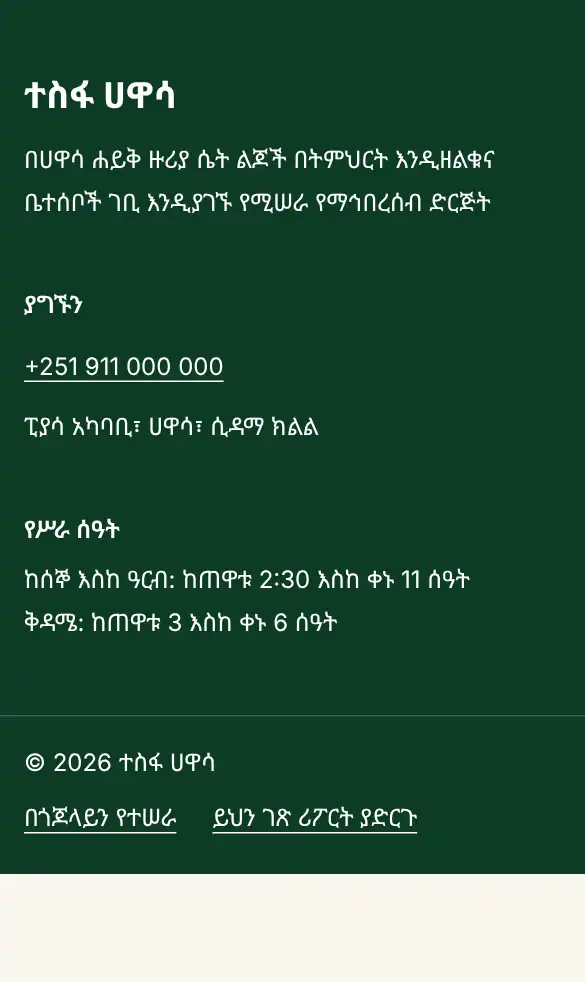 ተስፋ ሀዋሳ
በሀዋሳ ሐይቅ ዙሪያ ሴት ልጆች በትምህርት እንዲዘልቁና
ቤተሰቦች ገቢ እንዲያገኙ የሚሠራ የማኅበረሰብ ድርጅት
ያግኙን
+251 911 000 000
ፒያሳ አካባቢ፣ ሀዋሳ፣ ሲዳማ ክልል
የሥራ ሰዓት
ከሰኞ እስከ ዓርብ: ከጠዋቱ 2:30 እስከ ቀኑ 11 ሰዓት
ቅዳሜ: ከጠዋቱ 3 እስከ ቀኑ 6 ሰዓት
© 2026 ተስፋ ሀዋሳ
በጎጆላይን የተሠራ ይህን ገጽ ሪፖርት ያድርጉ